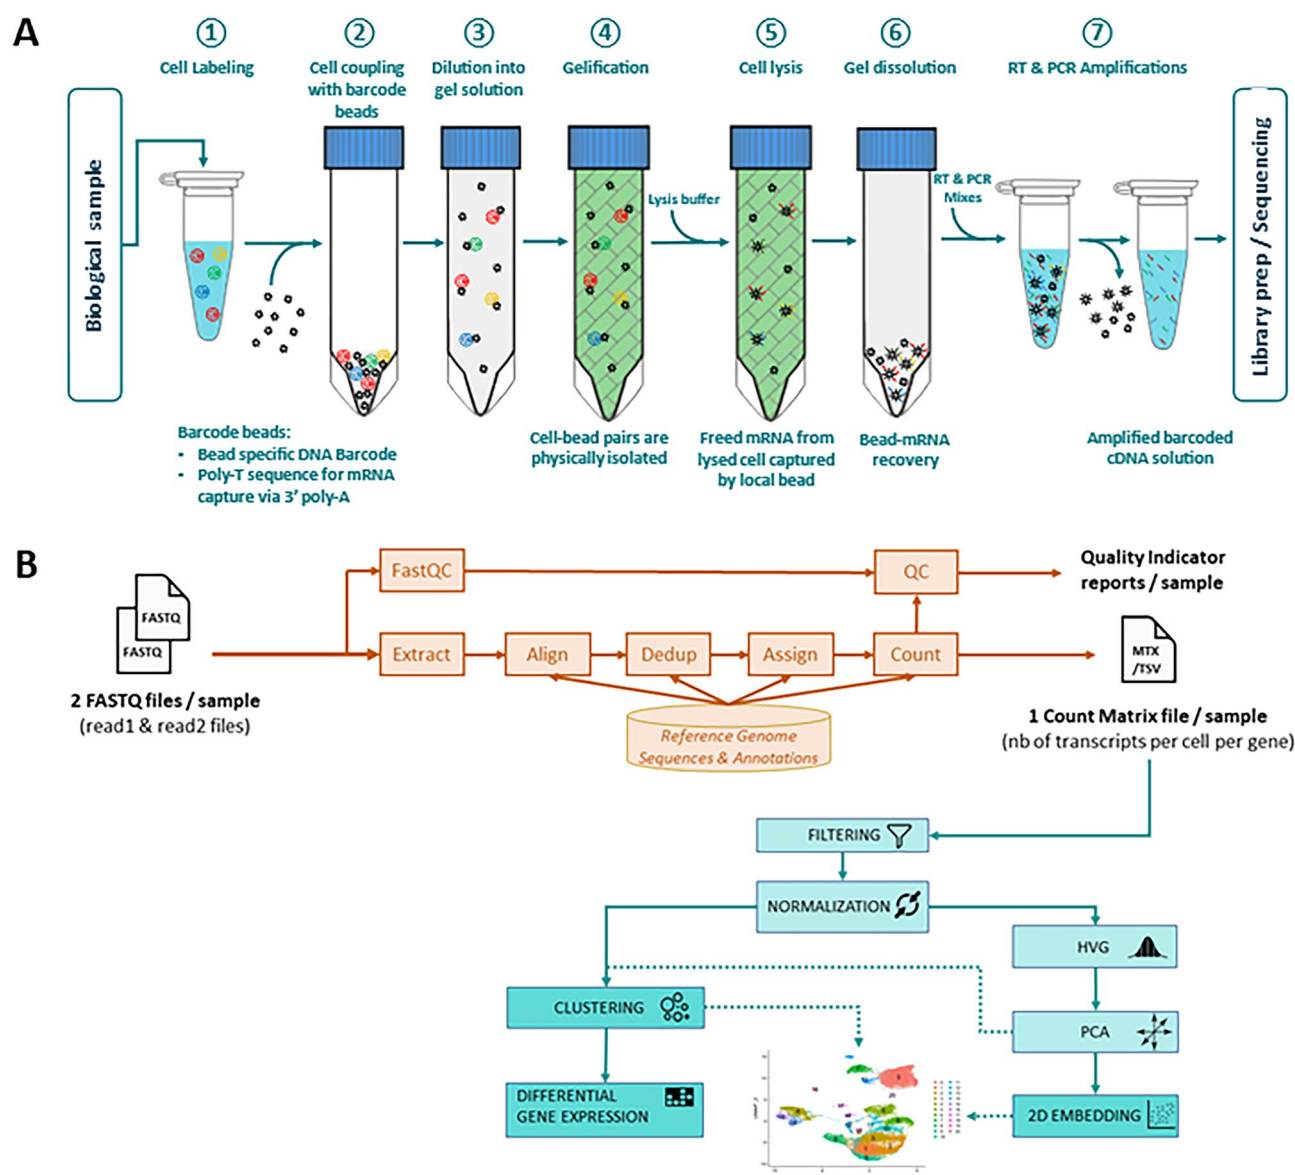 A
1
2
3
4
5
6
7
Cell Labeling
Cell coupling
with barcode
beads
Dilution into
gel solution
Gelification
Cell lysis
Gel dissolution
RT & PCR Amplifications
Biological sample
Lysis buffer
RT & PCR
Mixes
Library prep / Sequencing
Barcode beads:
• Bead specific DNA Barcode
• Poly-T sequence for mRNA
capture via 3’ poly-A
Cell-bead pairs are
physically isolated
Freed mRNA from
lysed cell captured
by local bead
Bead-mRNA
recovery
Amplified barcoded
cDNA solution
B
FASTQ
FASTQ
2 FASTQ files / sample
(read1 & read2 files)
FastQC
QC
Quality Indicator
reports / sample
Extract
Align
Dedup
Assign
Count
MTX
/TSV
Reference Genome
Sequences & Annotations
1 Count Matrix file / sample
(nb of transcripts per cell per gene)
FILTERING
NORMALIZATION
HVG
CLUSTERING
PCA
DIFFERENTIAL
GENE EXPRESSION
2D EMBEDDING